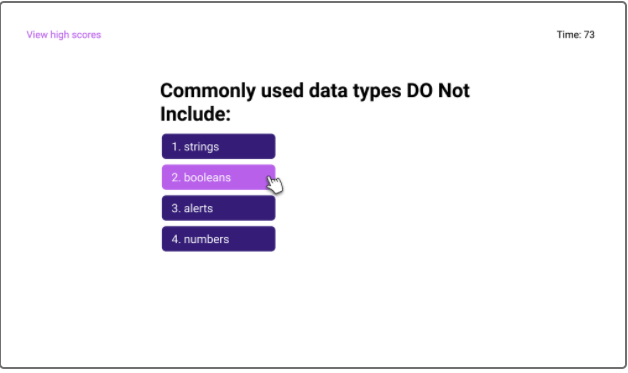 View high scores
Time: 73
Commonly used data types DO Not
Include:
1. strings
2. booleans
3. alerts
4. numbers